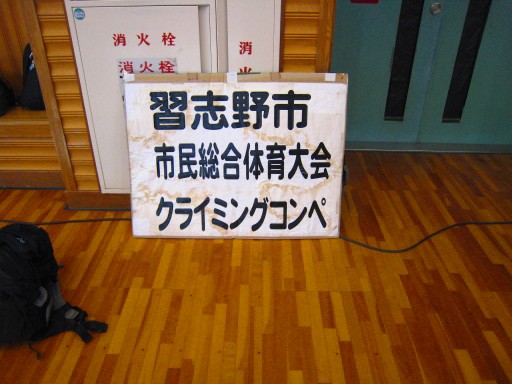 消火栓
消火栓
消
火
習志野市
市民総合体育大会
クライミングコンペ